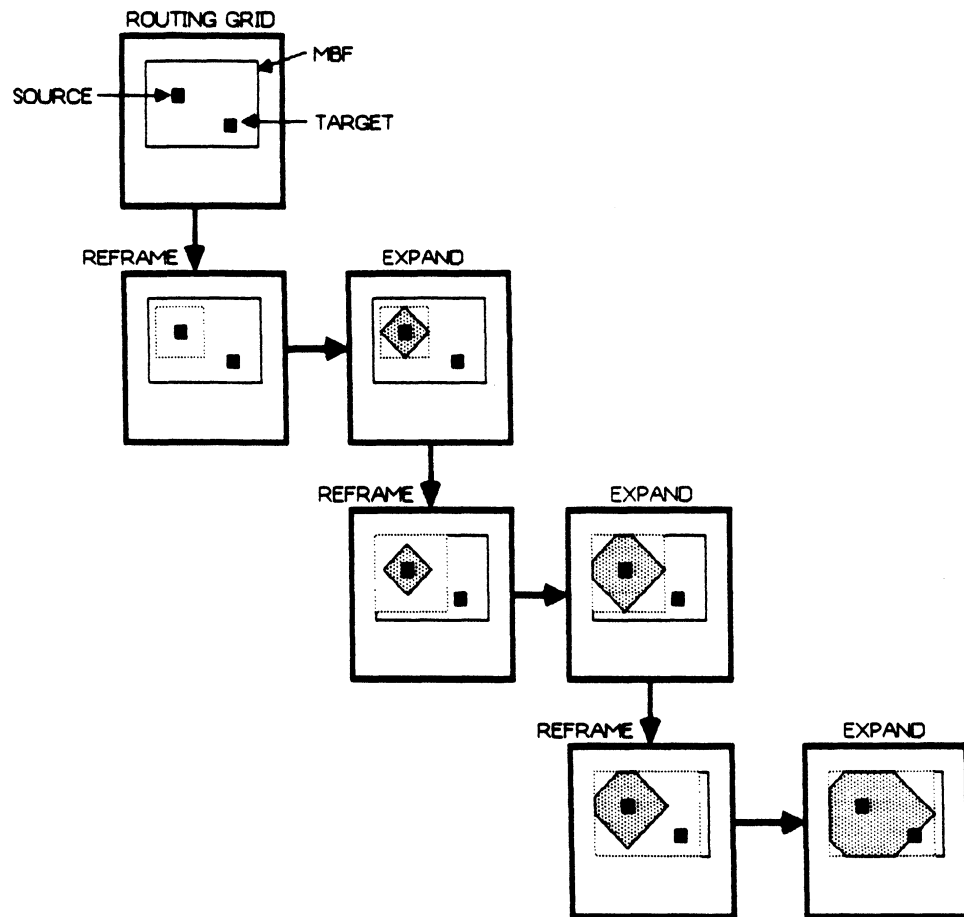 ROUTING GRID
MBF
SOURCE
TARGET
REFRAME
EXPAND
REFRAME
EXPAND
REFRAME
EXPAND